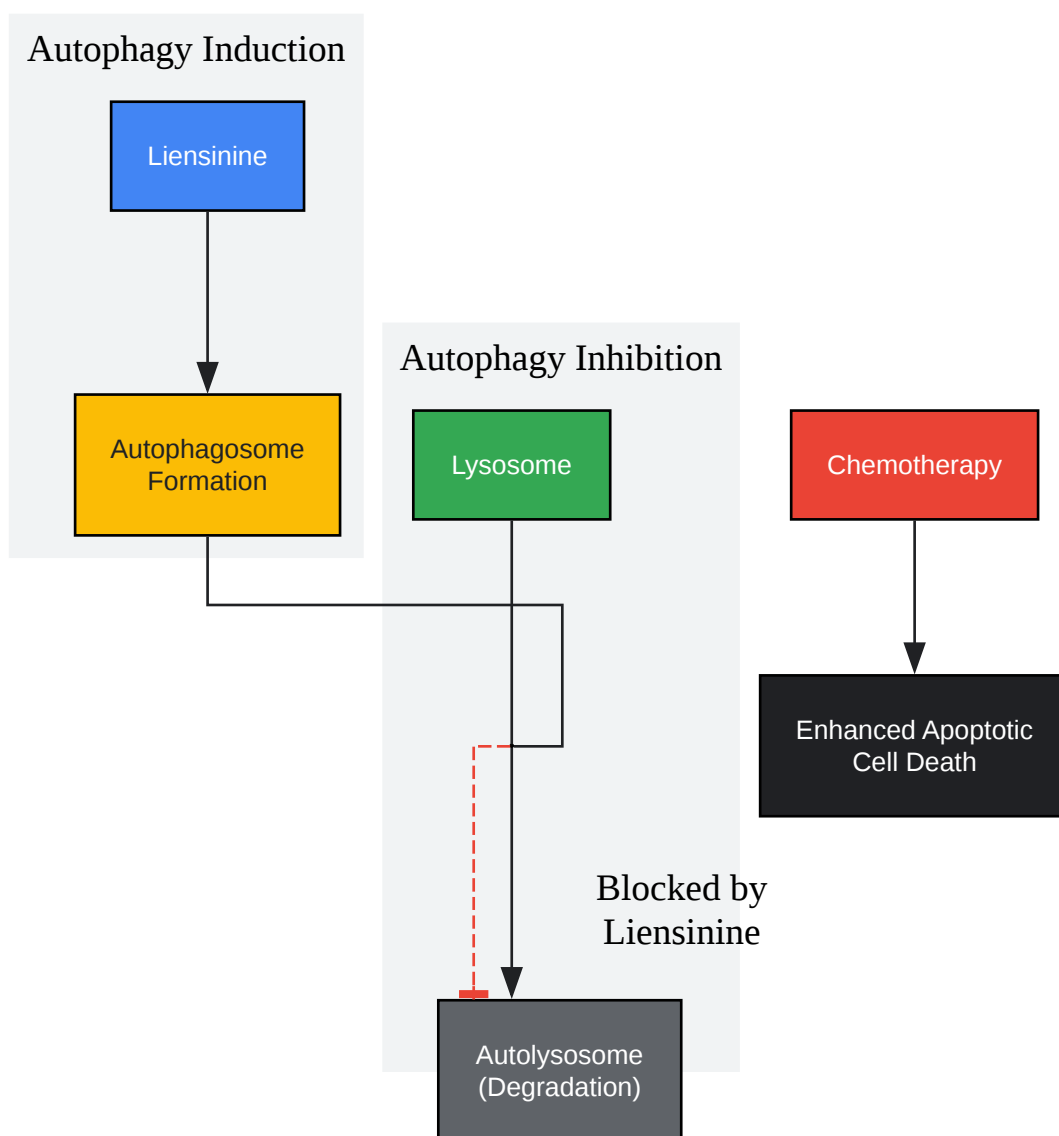 Autophagy Induction
Liensinine
Autophagosome
Formation
Autophagy Inhibition
Lysosome
Chemotherapy
Enhanced Apoptotic
Cell Death
Blocked by
Liensinine
Autolysosome
(Degradation)